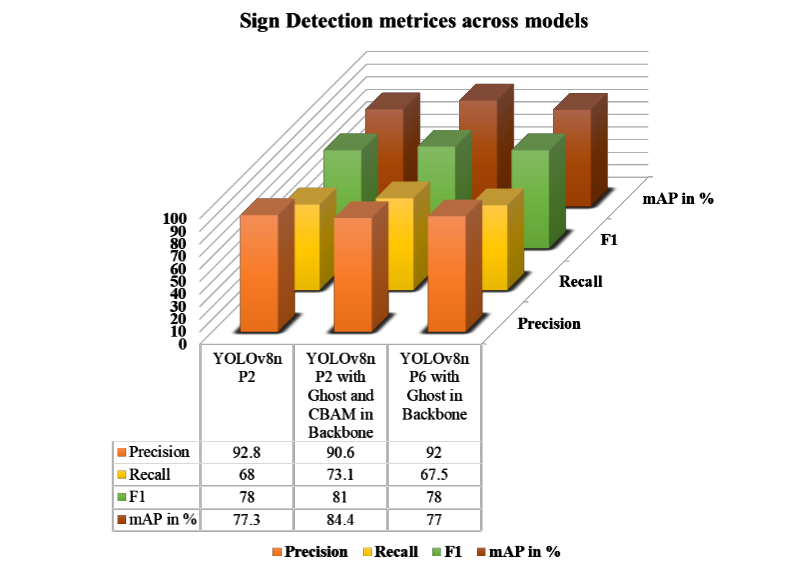 Sign Detection metrices across models
100
90
80
70
60
50
40
30
20
10
0
mAP in %
F1
Recall
Precision
YOLOv8n P2
YOLOv8n P2 with Ghost and CBAM in Backbone
YOLOv8n P6 with Ghost in Backbone
Precision 92.8 90.6 92
Recall 68 73.1 67.5
F1 78 81 78
mAP in % 77.3 84.4 77
Precision Recall F1 mAP in %